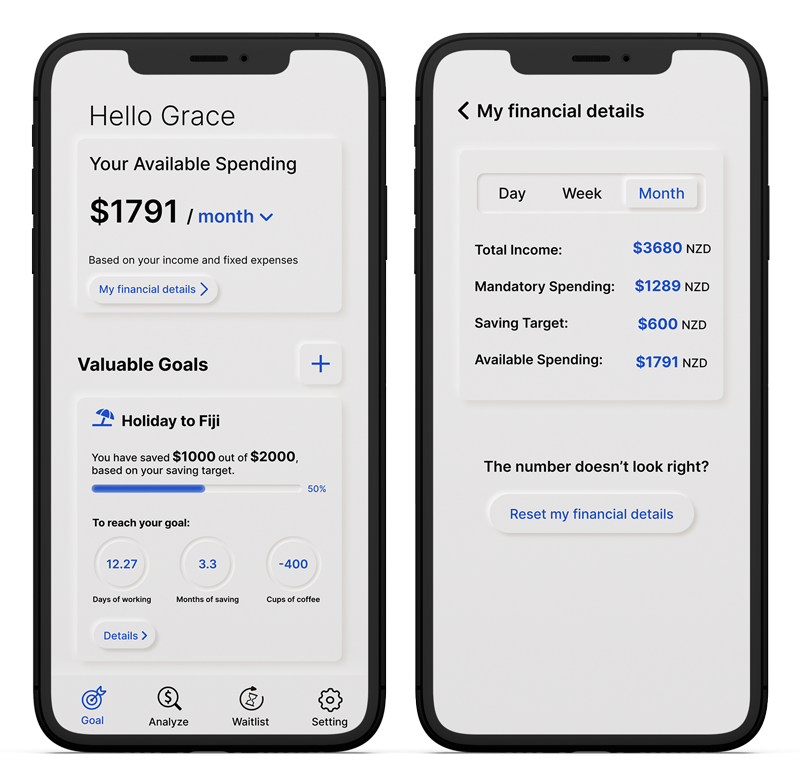 Hello Grace
Your Available Spending
$1791 / month
Based on your income and fixed expenses
My financial details
Valuable Goals
+
Holiday to Fiji
You have saved $1000 out of $2000,
based on your saving target.
50%
To reach your goal:
12.27 3.3 -400
Days of working Months of saving Cups of coffee
Details
Goal Analyze Waitlist Setting
My financial details
Day Week Month
Total Income: $3680 NZD
Mandatory Spending: $1289 NZD
Saving Target: $600 NZD
Available Spending: $1791 NZD
The number doesn’t look right?
Reset my financial details